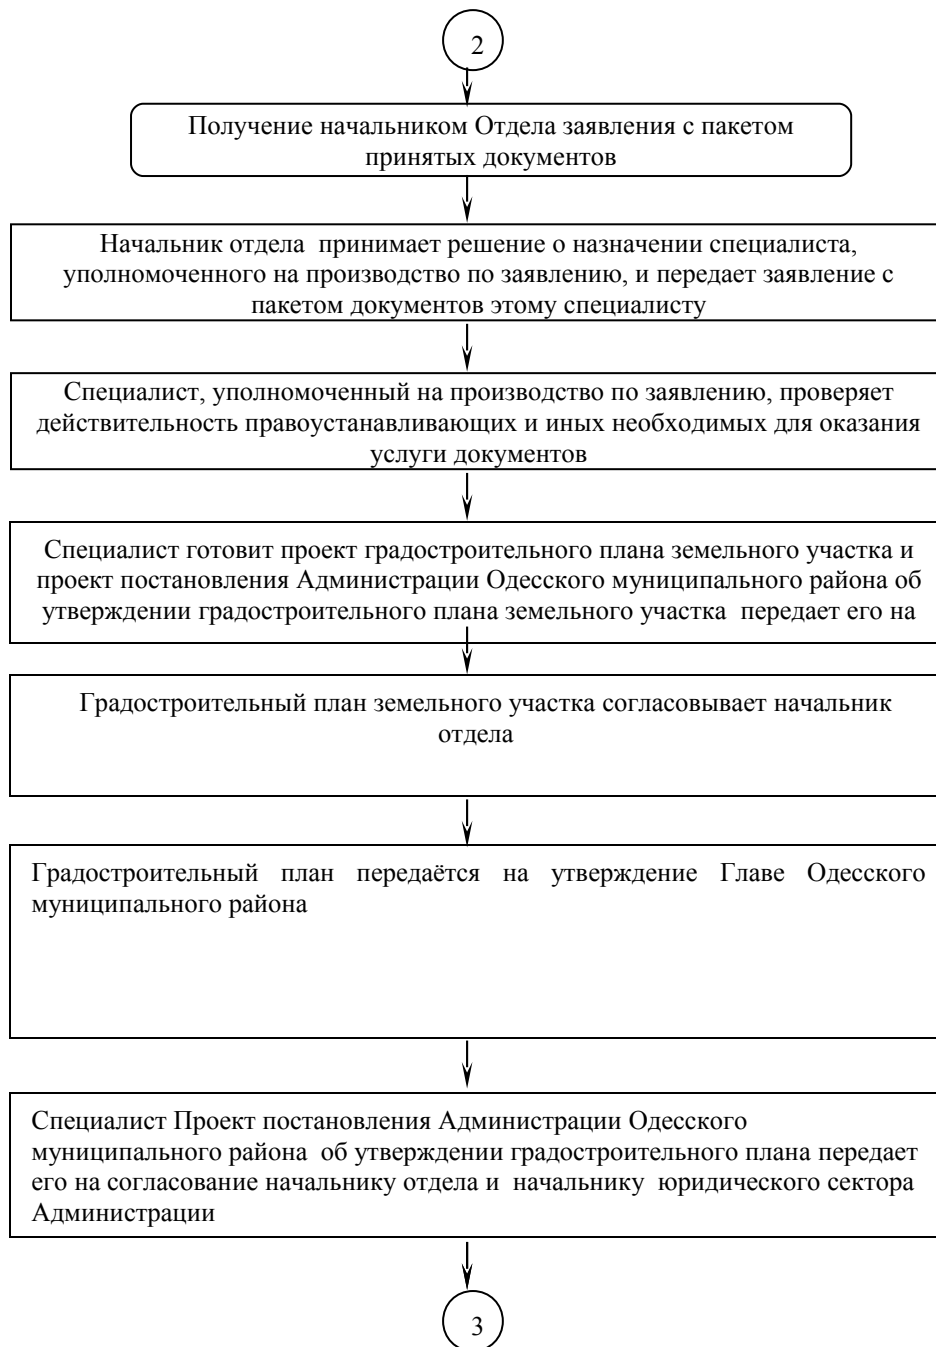 2
Получение начальником Отдела заявления с пакетом
принятых документов
Начальник отдела принимает решение о назначении специалиста,
уполномоченного на производство по заявлению, и передает заявление с
пакетом документов этому специалисту
Специалист, уполномоченный на производство по заявлению, проверяет
действительность правоустанавливающих и иных необходимых для оказания
услуги документов
Специалист готовит проект градостроительного плана земельного участка и
проект постановления Администрации Одесского муниципального района об
утверждении градостроительного плана земельного участка передает его на
Градостроительный план земельного участка согласовывает начальник
отдела
Градостроительный план передаётся на утверждение Главе Одесского
муниципального района
Специалист Проект постановления Администрации Одесского
муниципального района об утверждении градостроительного плана передает
его на согласование начальнику отдела и начальнику юридического сектора
Администрации
3